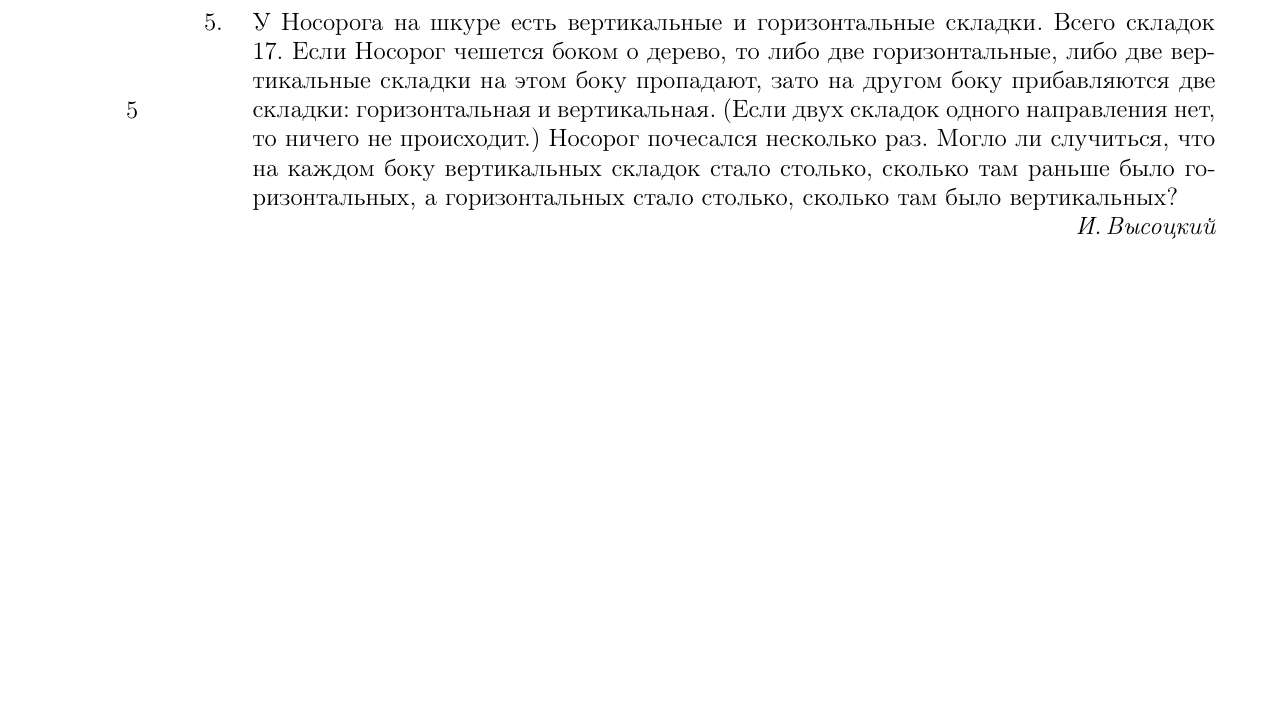 5. У Носорога на шкуре есть вертикальные и горизонтальные складки. Всего складок
17. Если Носорог чешется боком о дерево, то либо две горизонтальные, либо две вер-
тикальные складки на этом боку пропадают, зато на другом боку прибавляются две
5 складки: горизонтальная и вертикальная. (Если двух складок одного направления нет,
то ничего не происходит.) Носорог почесался несколько раз. Могло ли случиться, что
на каждом боку вертикальных складок стало столько, сколько там раньше было го-
ризонтальных, а горизонтальных стало столько, сколько там было вертикальных?
И. Высоцкий